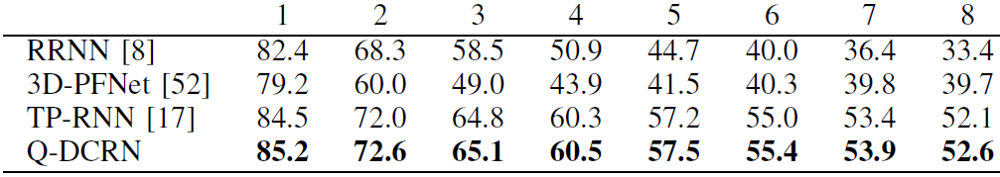 1 2 3 4 5 6 7 8
RRNN [8] 82.4 68.3 58.5 50.9 44.7 40.0 36.4 33.4
3D-PFNet [52] 79.2 60.0 49.0 43.9 41.5 40.3 39.8 39.7
TP-RNN [17] 84.5 72.0 64.8 60.3 57.2 55.0 53.4 52.1
Q-DCRN 85.2 72.6 65.1 60.5 57.5 55.4 53.9 52.6